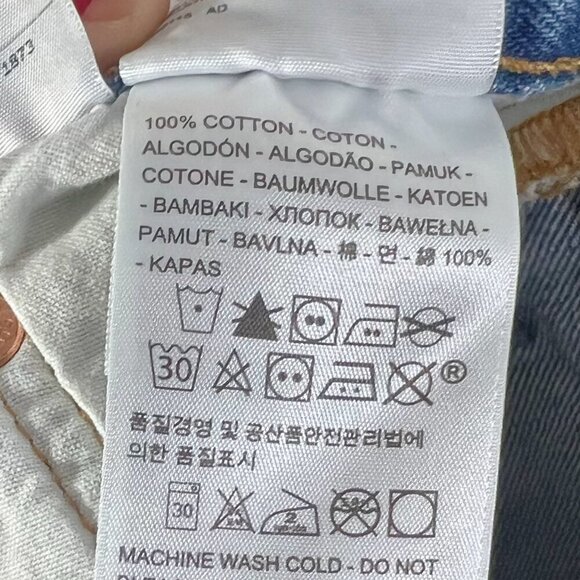 AD
1873
100% COTTON - COTON -
ALGODÓN - ALGODÃO - PAMUK -
COTONE - BAUMWOLLE - KATOEN
- BAMBAKI - ХЛОПОК - BAWEŁNA -
PAMUT - BAVLNA - 棉 - 면 - 綿 100%
- KAPAS
30
®
품질경영 및 공산품안전관리법에
의한 품질표시
30
MACHINE WASH COLD - DO NOT